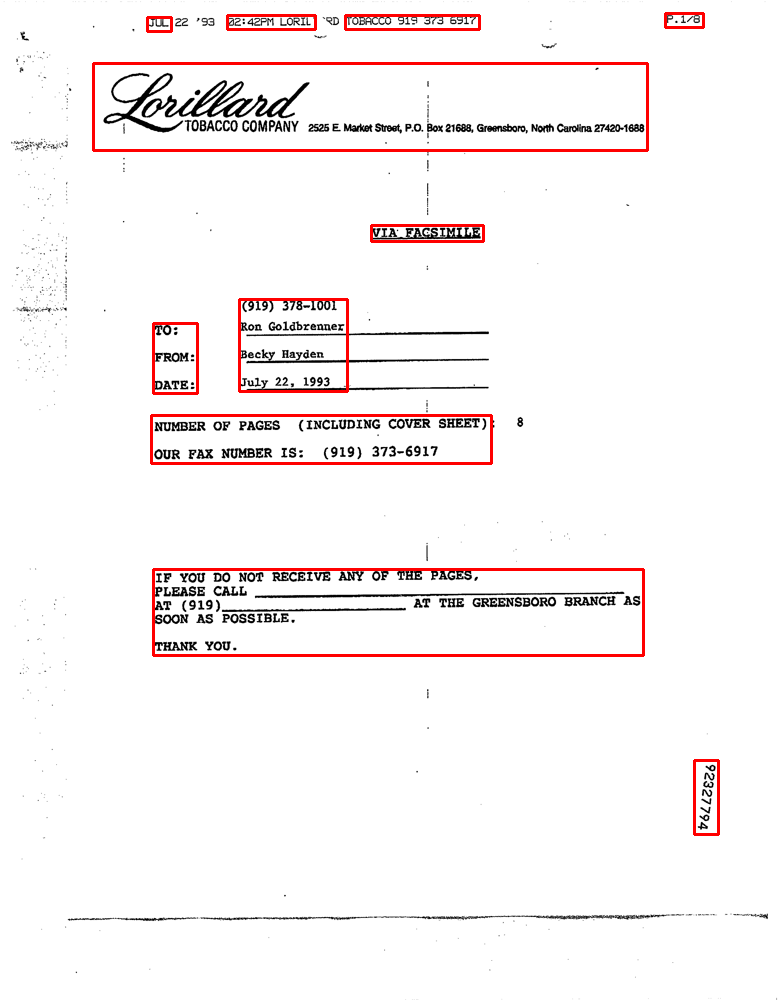 JUL 22 '93 02:42PM LORIL RD TOBACCO 919 373 6917 P.1/8
Lorillard
TOBACCO COMPANY 2525 E. Market Street, P.O. Box 21688, Greensboro, North Carolina 27420-1688
VIA FACSIMILE
(919) 378-1001
TO: Ron Goldbrenner
FROM: Becky Hayden
DATE: July 22, 1993
NUMBER OF PAGES (INCLUDING COVER SHEET): 8
OUR FAX NUMBER IS: (919) 373-6917
IF YOU DO NOT RECEIVE ANY OF THE PAGES,
PLEASE CALL
AT (919) AT THE GREENSBORO BRANCH AS
SOON AS POSSIBLE.
THANK YOU.
92327794